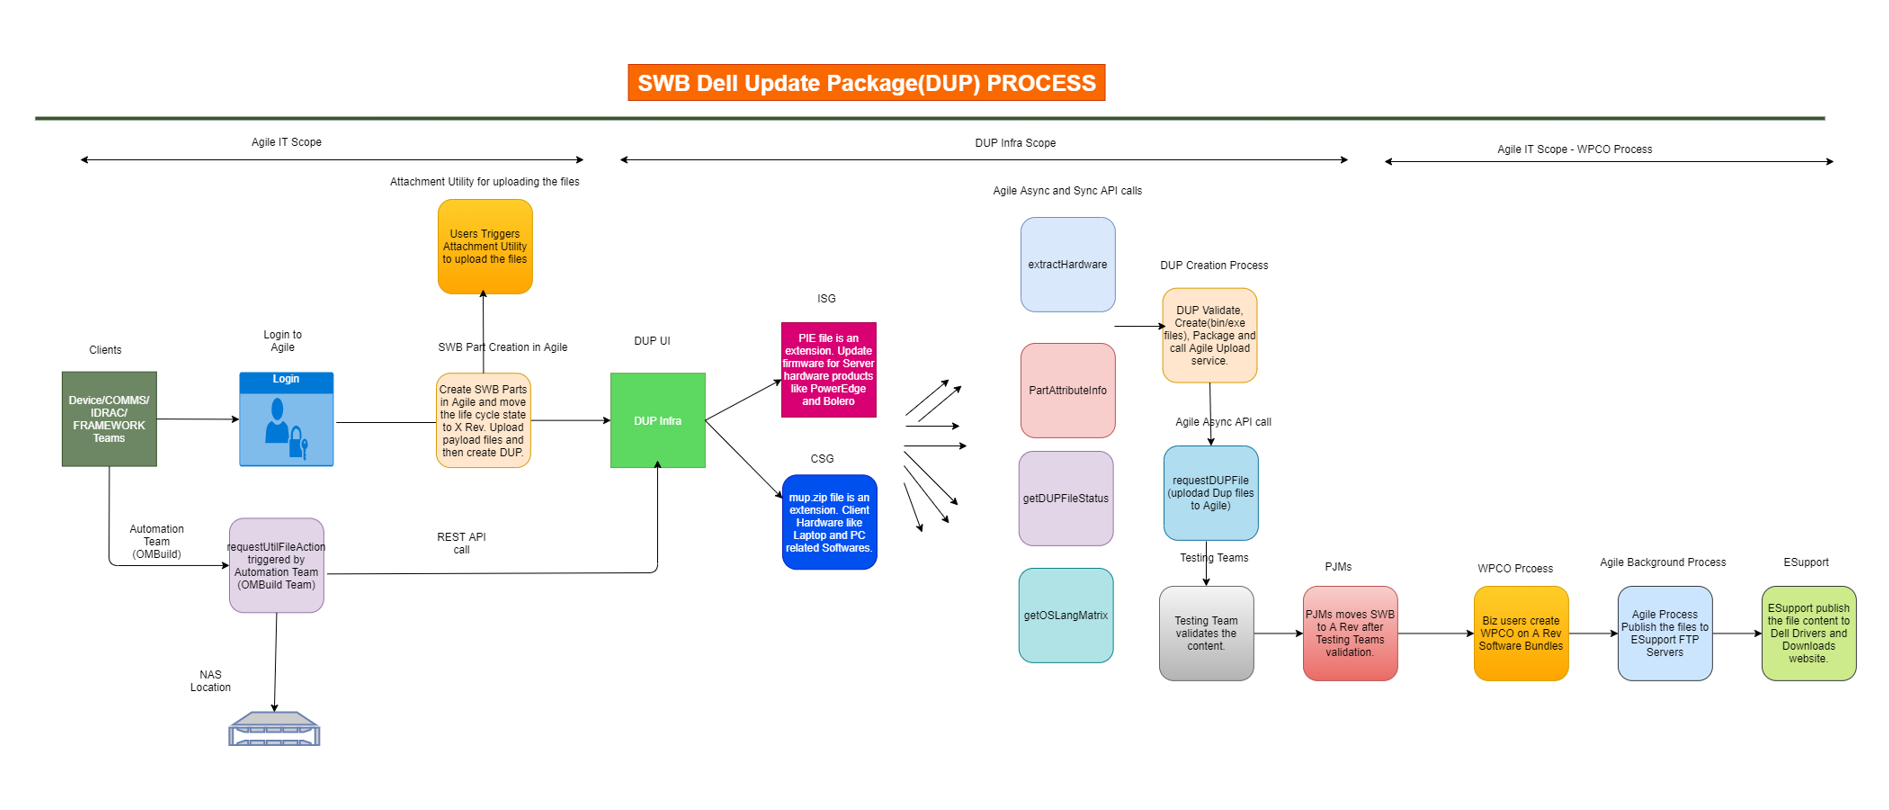 SWB Dell Update Package(DUP) PROCESS
Agile IT Scope
DUP Infra Scope
Agile IT Scope - WPCO Process
Attachment Utility for uploading the files
Users Triggers
Attachment Utility
to upload the files
Clients
Device/COMMS/
IDRAC/
FRAMEWORK
Teams
Login to
Agile
Login
SWB Part Creation in Agile
Create SWB Parts
in Agile and move
the life cycle state
to X Rev. Upload
payload files and
then create DUP.
Automation
Team
(OMBuild)
requestUtilFileAction
triggered by
Automation Team
(OMBuild Team)
REST API
call
NAS
Location
DUP UI
DUP Infra
ISG
PIE file is an
extension. Update
firmware for Server
hardware products
like PowerEdge
and Bolero
CSG
mup.zip file is an
extension. Client
Hardware like
Laptop and PC
related Softwares.
Agile Async and Sync API calls
extractHardware
PartAttributeInfo
getDUPFileStatus
getOSLangMatrix
DUP Creation Process
DUP Validate,
Create(bin/exe
files), Package and
call Agile Upload
service.
Agile Async API call
requestDUPFile
(uplodad Dup files
to Agile)
Testing Teams
Testing Team
validates the
content.
PJMs
PJMs moves SWB
to A Rev after
Testing Teams
validation.
WPCO Prcoess
Biz users create
WPCO on A Rev
Software Bundles
Agile Background Process
Agile Process
Publish the files to
ESupport FTP
Servers
ESupport
ESupport publish
the file content to
Dell Drivers and
Downloads
website.